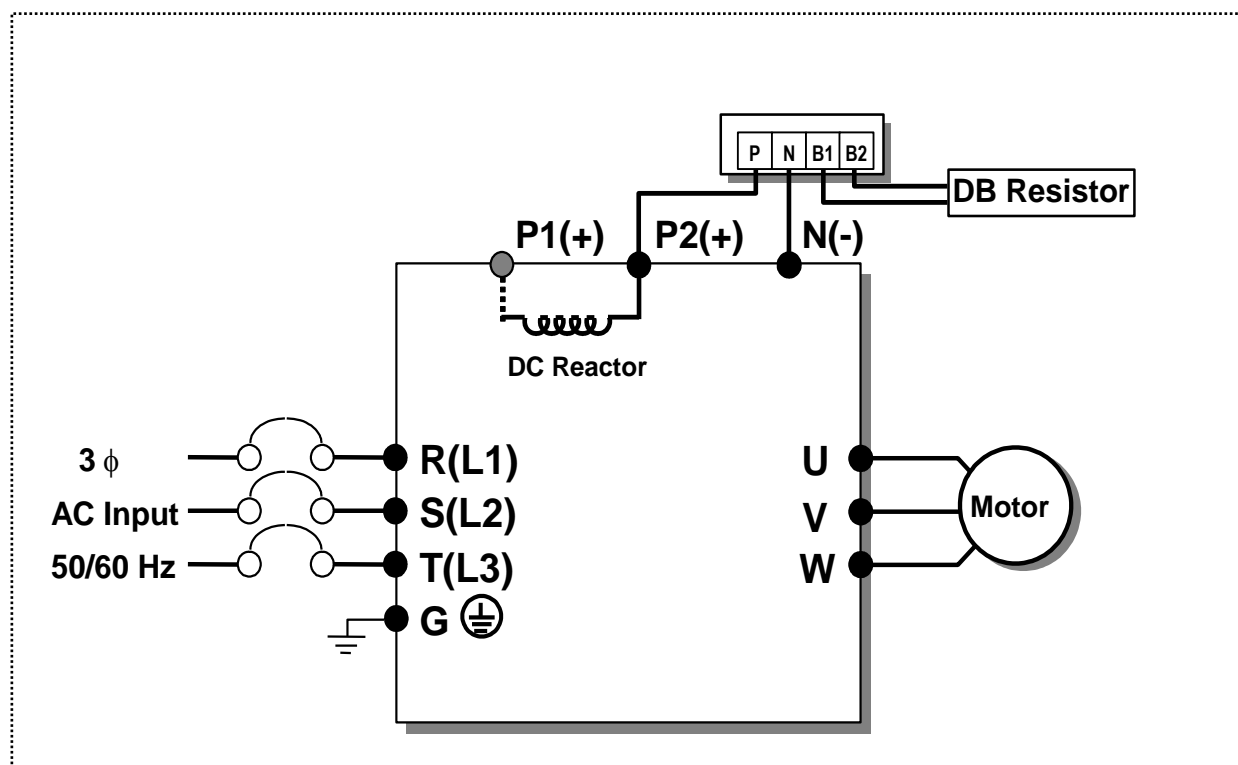 P N B1 B2
DB Resistor
P1(+) P2(+) N(-)
DC Reactor
3 ϕ R(L1) U
AC Input S(L2) V Motor
50/60 Hz T(L3) W
G